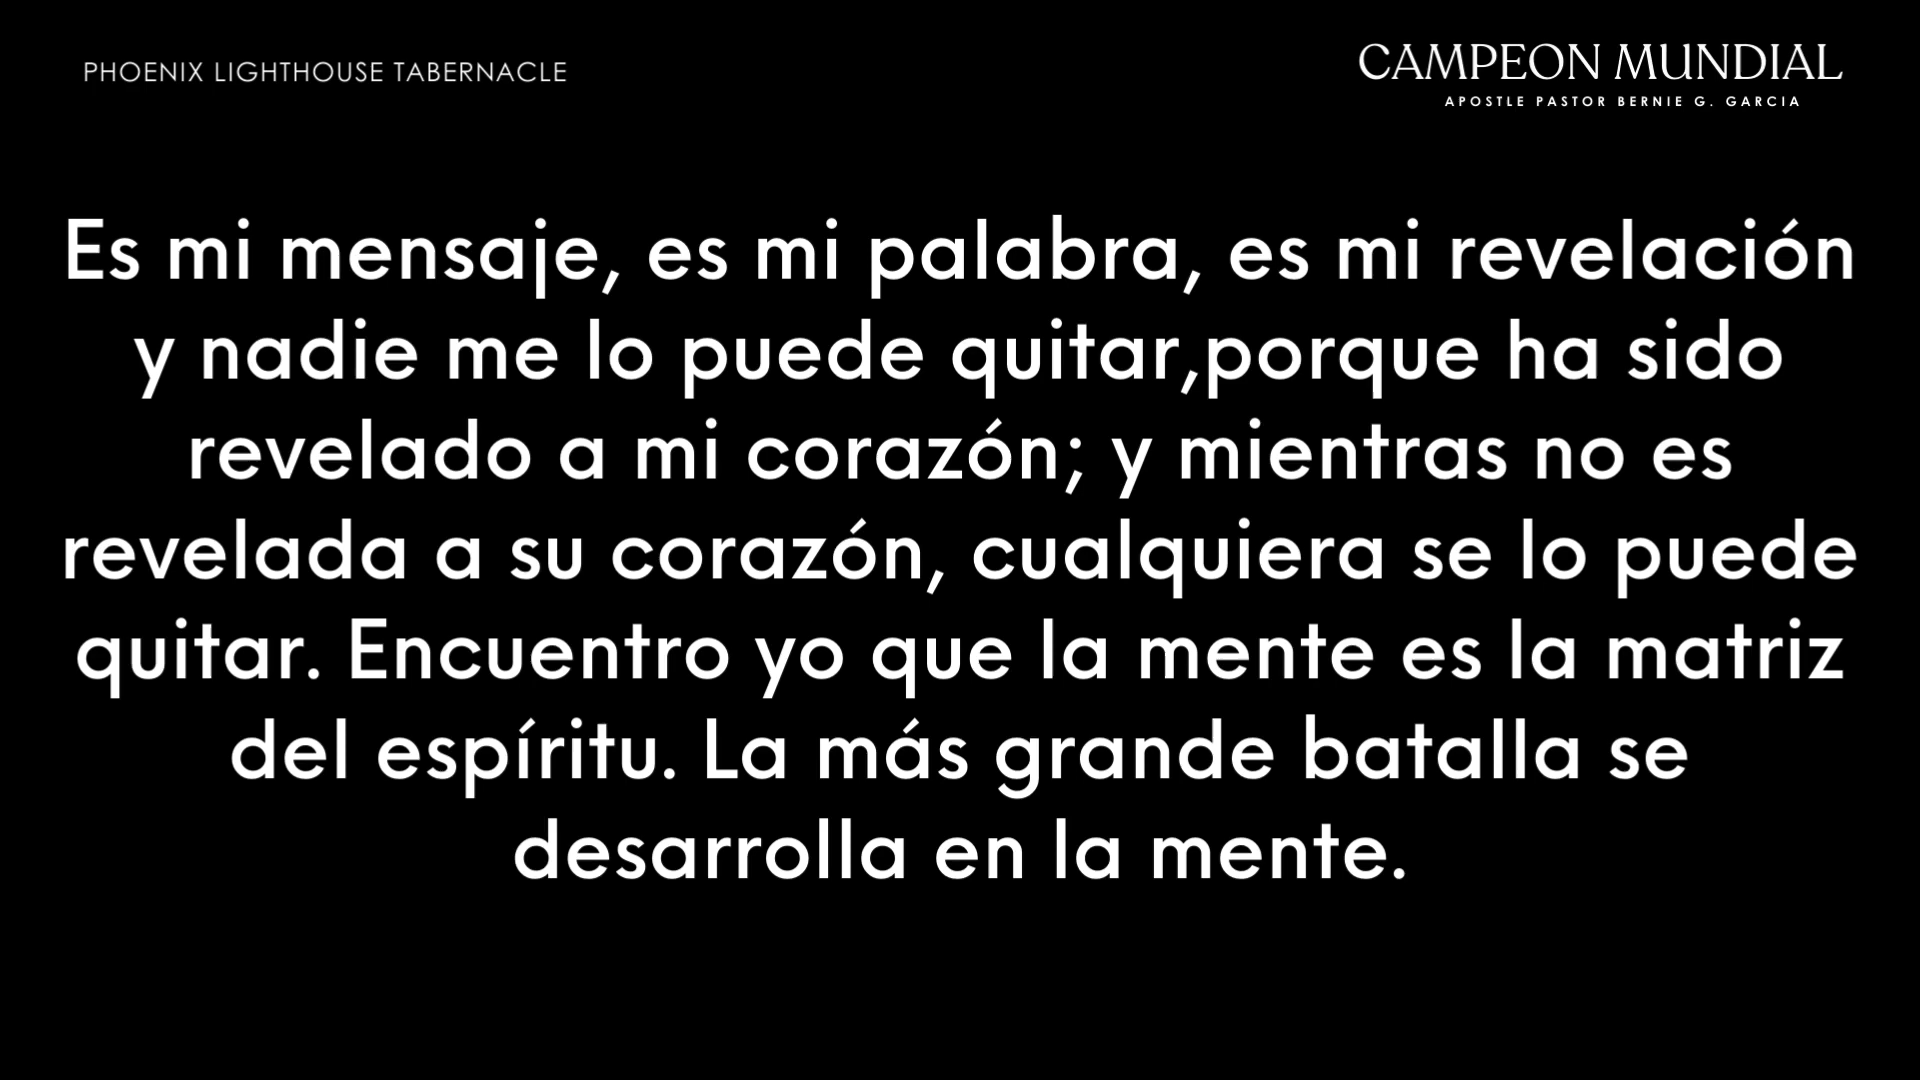 PHOENIX LIGHTHOUSE TABERNACLE
CAMPEON MUNDIAL
APOSTLE PASTOR BERNIE G. GARCIA
Es mi mensaje, es mi palabra, es mi revelación
y nadie me lo puede quitar,porque ha sido
revelado a mi corazón; y mientras no es
revelada a su corazón, cualquiera se lo puede
quitar. Encuentro yo que la mente es la matriz
del espíritu. La más grande batalla se
desarrolla en la mente.